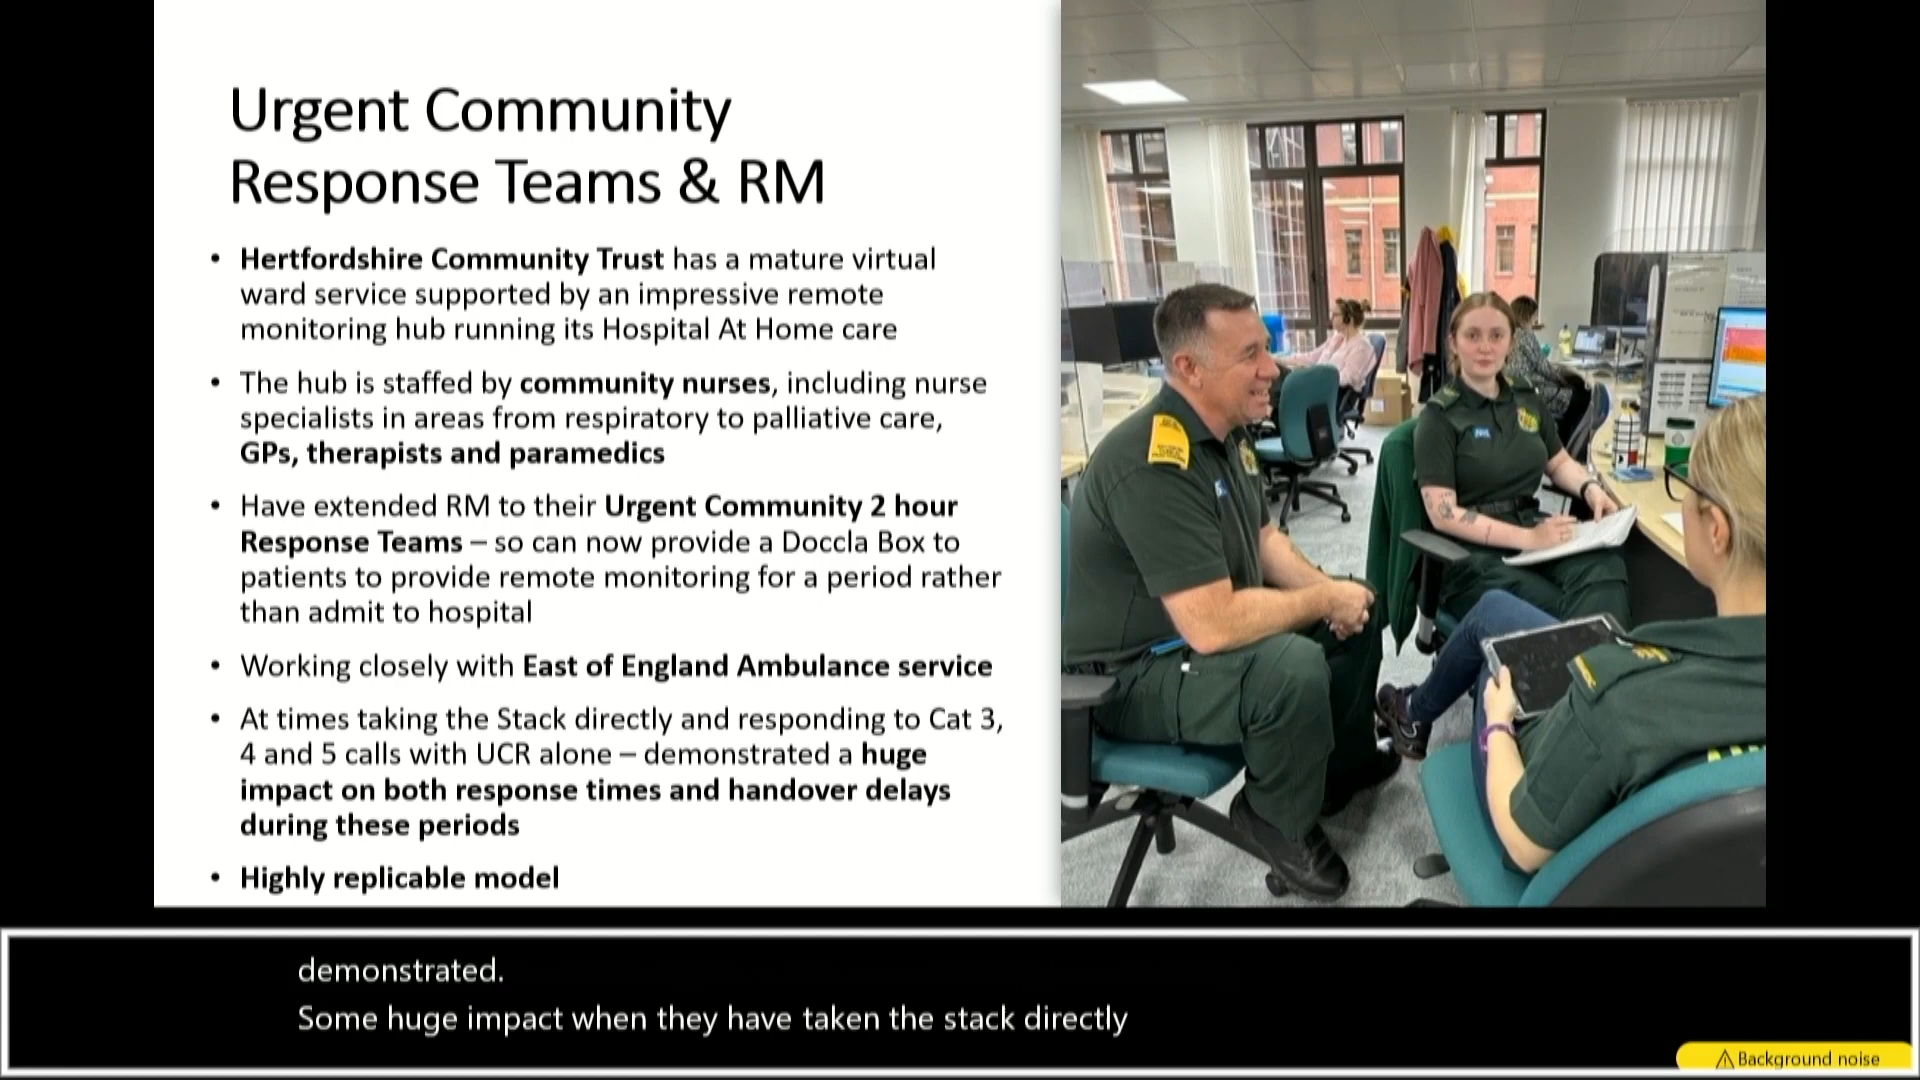 Urgent Community
Response Teams & RM
• Hertfordshire Community Trust has a mature virtual
ward service supported by an impressive remote
monitoring hub running its Hospital At Home care
• The hub is staffed by community nurses, including nurse
specialists in areas from respiratory to palliative care,
GPs, therapists and paramedics
• Have extended RM to their Urgent Community 2 hour
Response Teams – so can now provide a Doccla Box to
patients to provide remote monitoring for a period rather
than admit to hospital
• Working closely with East of England Ambulance service
• At times taking the Stack directly and responding to Cat 3,
4 and 5 calls with UCR alone – demonstrated a huge
impact on both response times and handover delays
during these periods
• Highly replicable model
NHS
demonstrated.
Some huge impact when they have taken the stack directly
⚠ Background noise